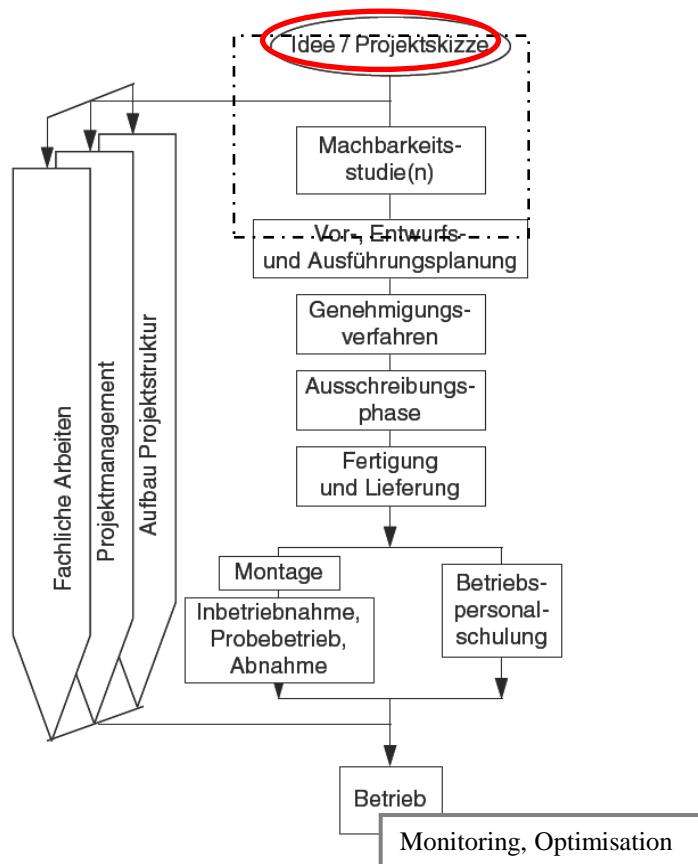 Idee / Projektskizze
Machbarkeits-
studie(n)
Vor-, Entwurfs-
und Ausführungsplanung
Genehmigungs-
verfahren
Ausschreibungs-
phase
Fertigung
und Lieferung
Fachliche Arbeiten
Projektmanagement
Aufbau Projektstruktur
Montage
Inbetriebnahme,
Probebetrieb,
Abnahme
Betriebs-
personal-
schulung
Betrieb
Monitoring, Optimisation